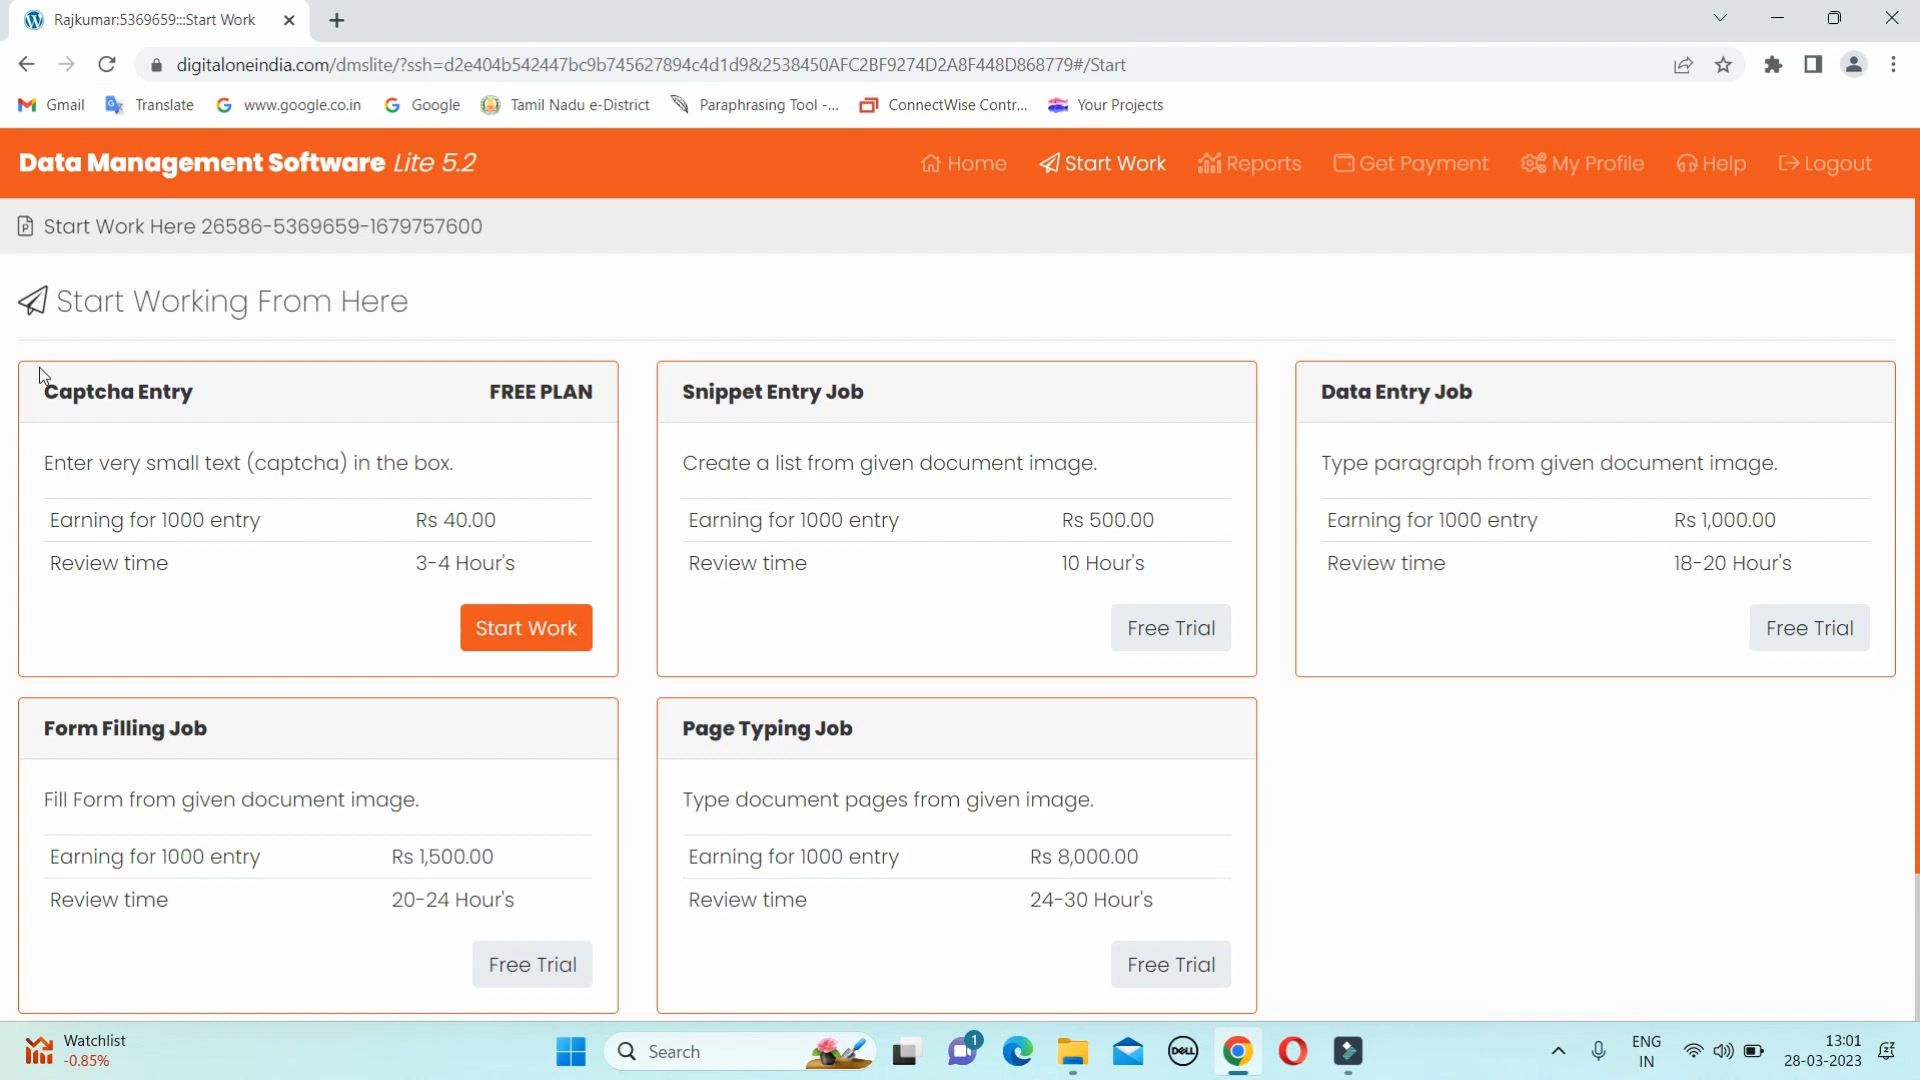 Rajkumar:5369659:::Start Work
digitaloneindia.com/dmslite/?ssh=d2e404b542447bc9b745627894c4d1d9&2538450AFC2BF9274D2A8F448D868779#/Start
Gmail Translate www.google.co.in Google Tamil Nadu e-District Paraphrasing Tool -... ConnectWise Contr... Your Projects
Data Management Software Lite 5.2 Home Start Work Reports Get Payment My Profile Help Logout
Start Work Here 26586-5369659-1679757600
Start Working From Here
Captcha Entry FREE PLAN
Enter very small text (captcha) in the box.
Earning for 1000 entry Rs 40.00
Review time 3-4 Hour's
Start Work
Snippet Entry Job
Create a list from given document image.
Earning for 1000 entry Rs 500.00
Review time 10 Hour's
Free Trial
Data Entry Job
Type paragraph from given document image.
Earning for 1000 entry Rs 1,000.00
Review time 18-20 Hour's
Free Trial
Form Filling Job
Fill Form from given document image.
Earning for 1000 entry Rs 1,500.00
Review time 20-24 Hour's
Free Trial
Page Typing Job
Type document pages from given image.
Earning for 1000 entry Rs 8,000.00
Review time 24-30 Hour's
Free Trial
Watchlist
-0.85%
Search
1
DELL
ENG
IN
13:01
28-03-2023